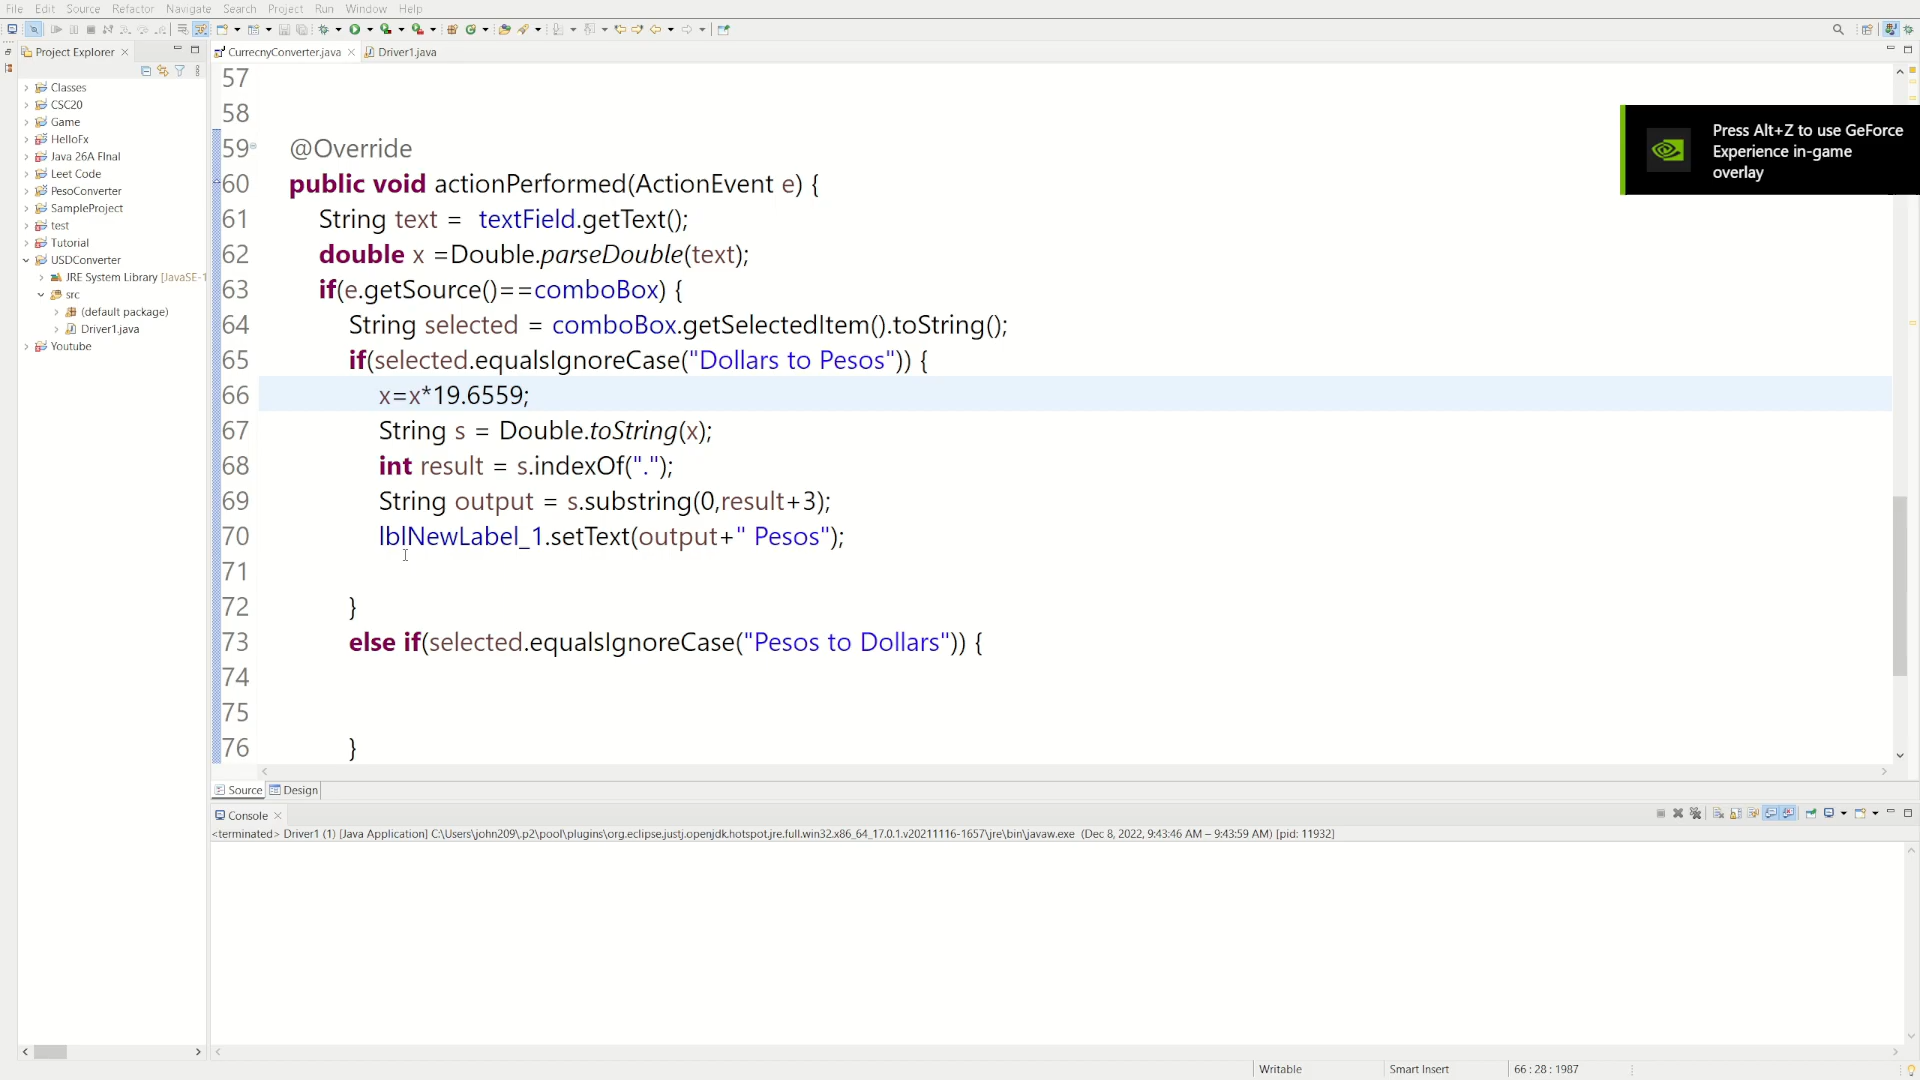 File Edit Source Refactor Navigate Search Project Run Window Help
Project Explorer
CurrecnyConverter.java Driver1.java
Classes
CSC20
Game
HelloFx
Java 26A FInal
Leet Code
PesoConverter
SampleProject
test
Tutorial
USDConverter
JRE System Library [JavaSE-1
src
(default package)
Driver1.java
Youtube
57
58
59 @Override
60 public void actionPerformed(ActionEvent e) {
61 String text = textField.getText();
62 double x =Double.parseDouble(text);
63 if(e.getSource()==comboBox) {
64 String selected = comboBox.getSelectedItem().toString();
65 if(selected.equalsIgnoreCase("Dollars to Pesos")) {
66 x=x*19.6559;
67 String s = Double.toString(x);
68 int result = s.indexOf(".");
69 String output = s.substring(0,result+3);
70 lblNewLabel_1.setText(output+" Pesos");
71
72 }
73 else if(selected.equalsIgnoreCase("Pesos to Dollars")) {
74
75
76 }
Press Alt+Z to use GeForce
Experience in-game
overlay
Source Design
Console
<terminated> Driver1 (1) [Java Application] C:\Users\john209\.p2\pool\plugins\org.eclipse.justj.openjdk.hotspot.jre.full.win32.x86_64_17.0.1.v20211116-1657\jre\bin\javaw.exe (Dec 8, 2022, 9:43:46 AM – 9:43:59 AM) [pid: 11932]
Writable Smart Insert 66 : 28 : 1987